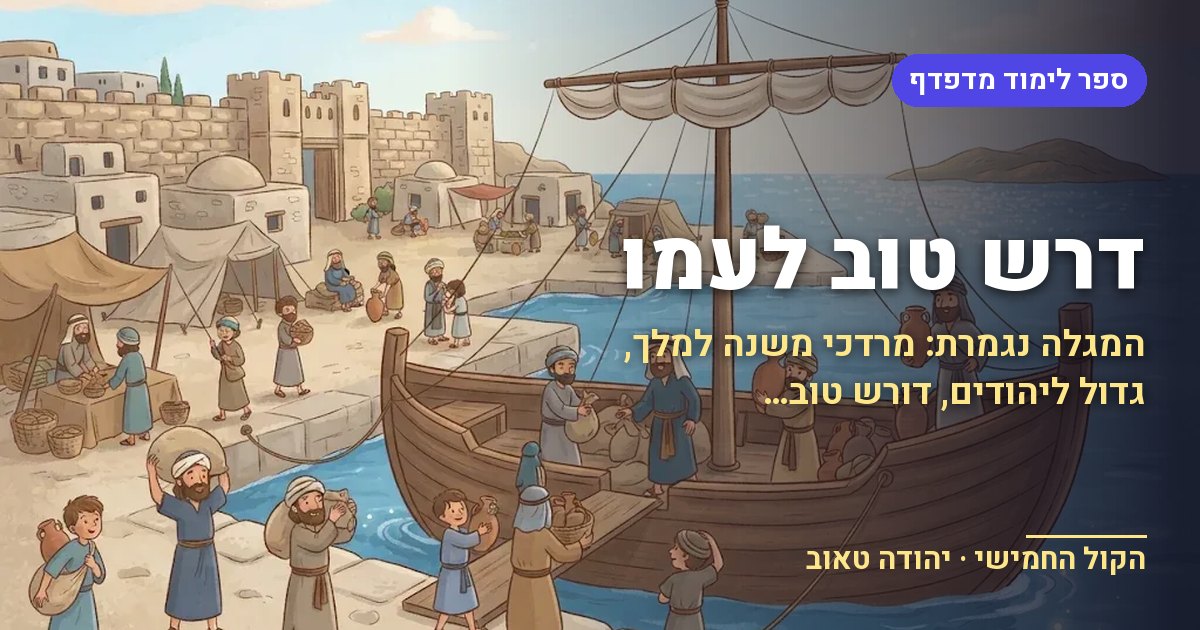 ספר לימוד מדפדף
דרש טוב לעמו
המגלה נגמרת: מרדכי משנה למלך,
גדול ליהודים, דורש טוב...
הקול החמישי · יהודה טאוב